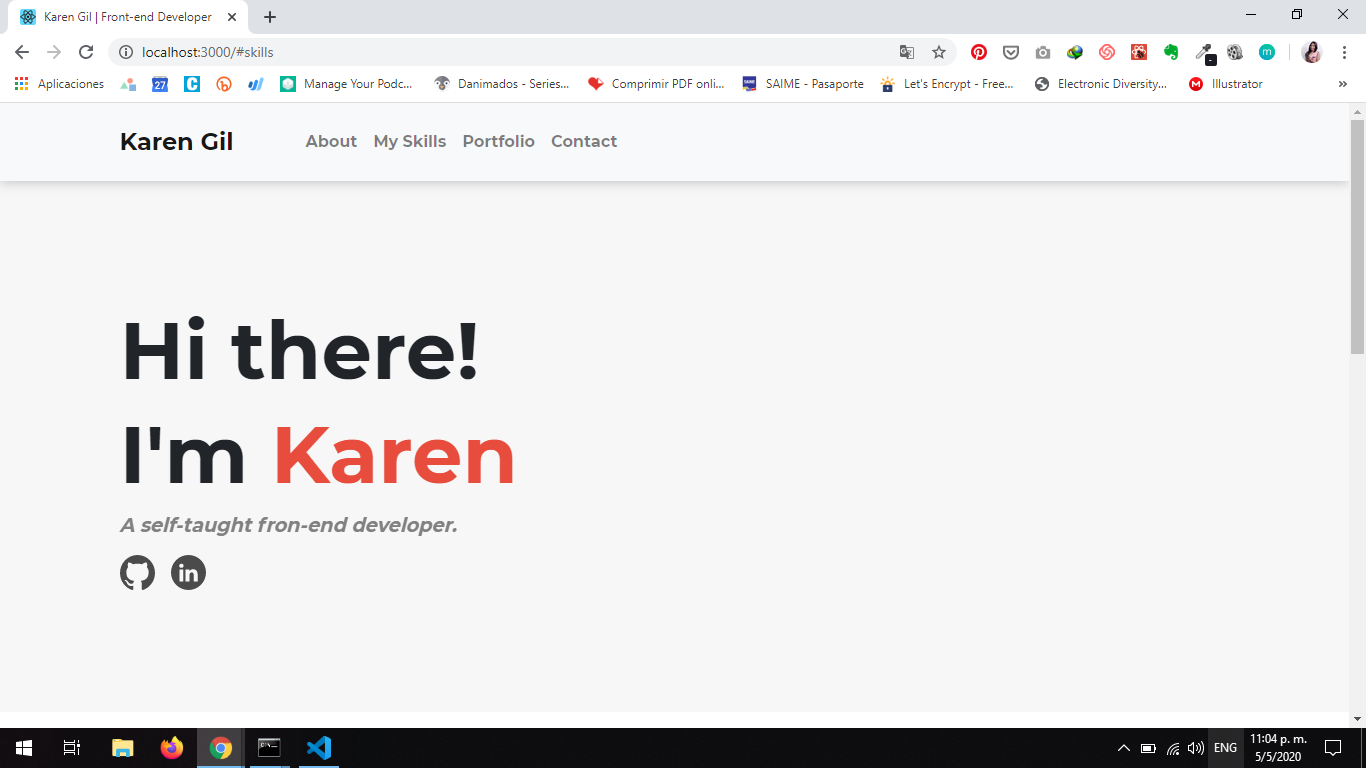 Karen Gil | Front-end Developer
localhost:3000/#skills
Aplicaciones 27 Manage Your Podc... Danimados - Series... Comprimir PDF onli... SAIME - Pasaporte Let's Encrypt - Free... Electronic Diversity... Illustrator »
Karen Gil About My Skills Portfolio Contact
Hi there!
I'm Karen
A self-taught fron-end developer.
in
ENG
11:04 p. m.
5/5/2020